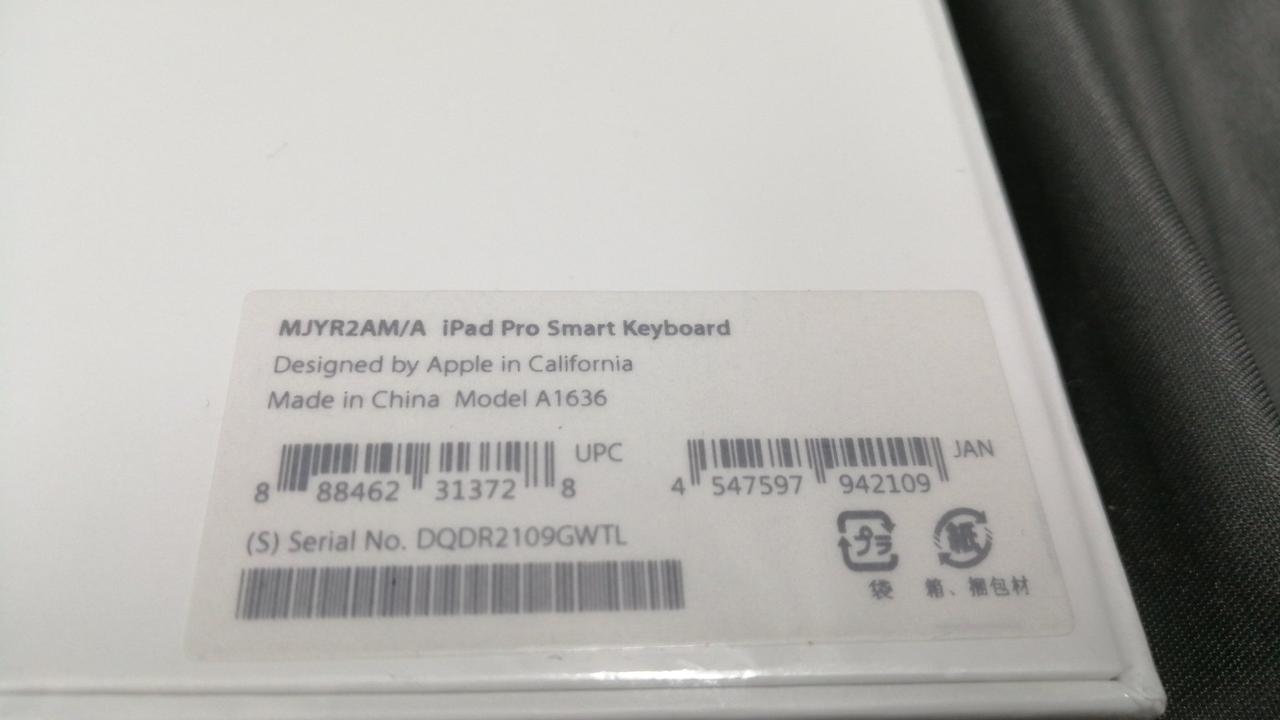 MJYR2AM/A iPad Pro Smart Keyboard
Designed by Apple in California
Made in China Model A1636
UPC
8 88462 31372 8
JAN
4 547597 942109
(S) Serial No. DQDR2109GWTL
プラ
袋
紙
箱、梱包材